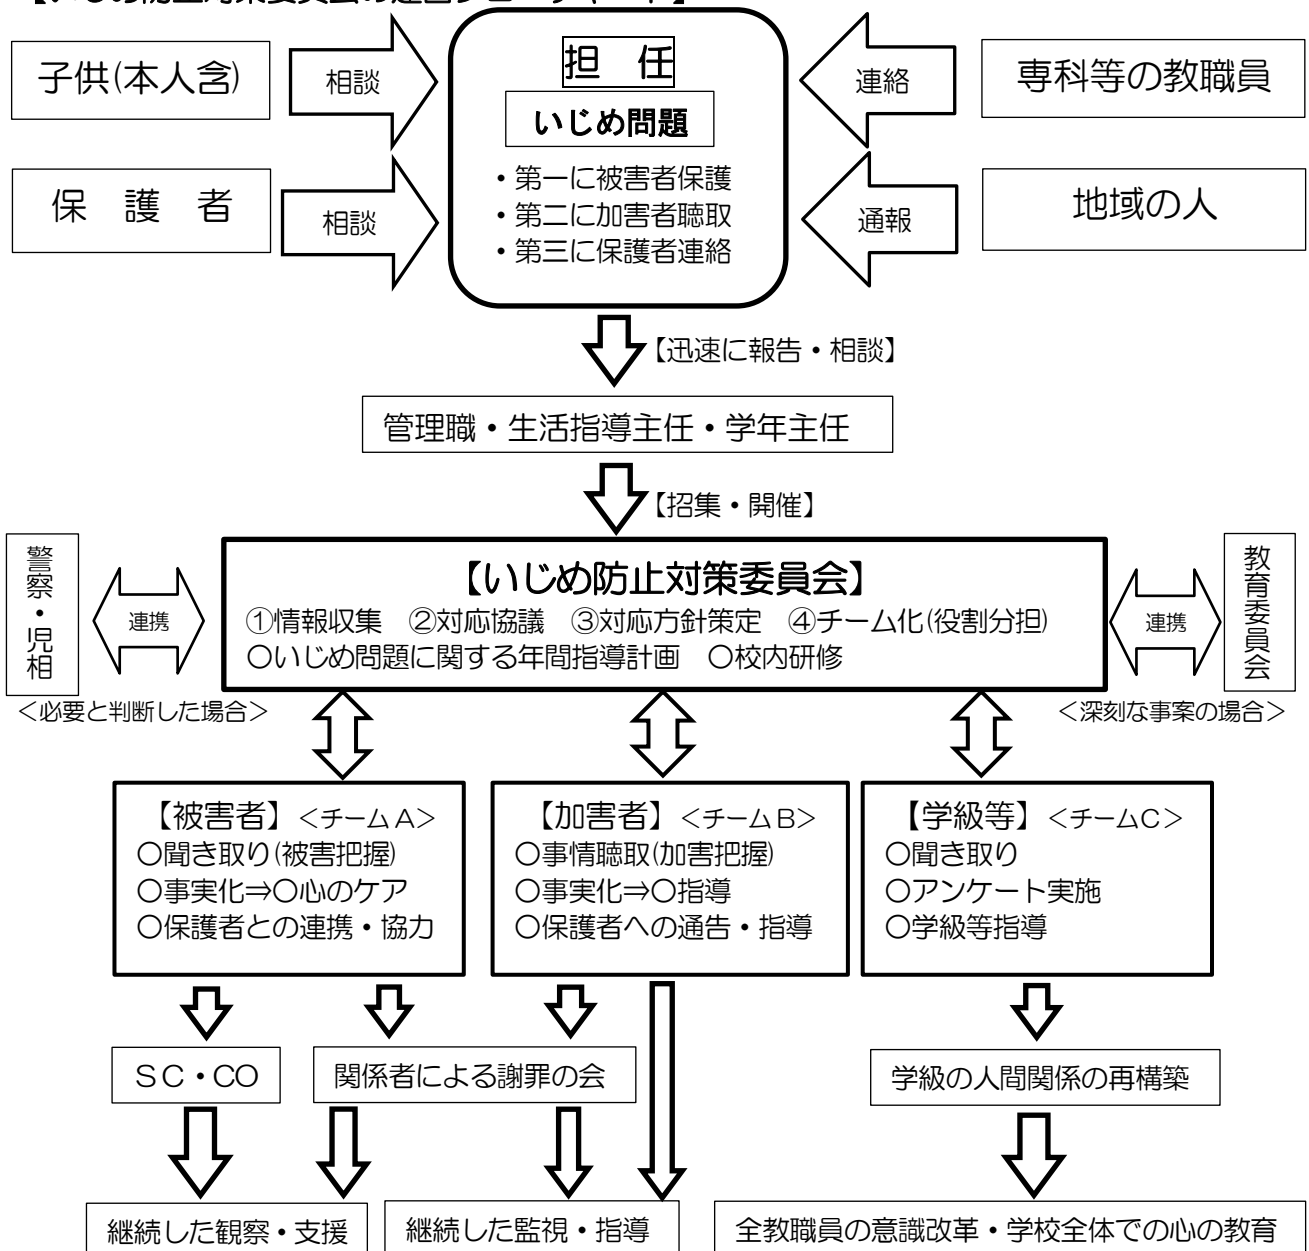 子供(本人含)
相談
担　任
連絡
専科等の教職員
いじめ問題
保　護　者
相談
・第一に被害者保護
・第二に加害者聴取
・第三に保護者連絡
通報
地域の人
【迅速に報告・相談】
管理職・生活指導主任・学年主任
【招集・開催】
警察・児相
連携
【いじめ防止対策委員会】
①情報収集　②対応協議　③対応方針策定　④チーム化(役割分担)
〇いじめ問題に関する年間指導計画　〇校内研修
連携
教育委員会
＜必要と判断した場合＞
＜深刻な事案の場合＞
【被害者】＜チームＡ＞
〇聞き取り(被害把握)
〇事実化⇒〇心のケア
〇保護者との連携・協力
【加害者】＜チームＢ＞
〇事情聴取(加害把握)
〇事実化⇒〇指導
〇保護者への通告・指導
【学級等】＜チームＣ＞
〇聞き取り
〇アンケート実施
〇学級等指導
ＳＣ・CO
関係者による謝罪の会
学級の人間関係の再構築
継続した観察・支援
継続した監視・指導
全教職員の意識改革・学校全体での心の教育